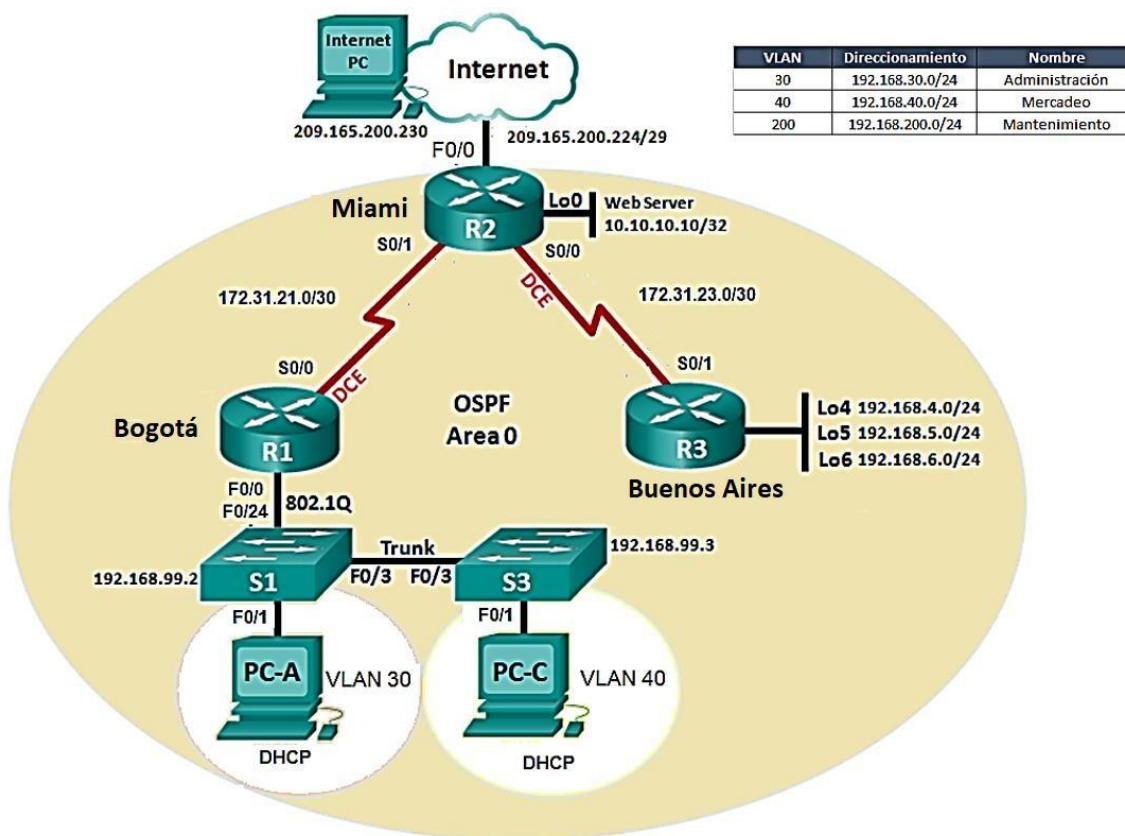 Internet
PC
Internet
209.165.200.230
209.165.200.224/29
F0/0
VLAN Direccionamiento Nombre
30 192.168.30.0/24 Administración
40 192.168.40.0/24 Mercadeo
200 192.168.200.0/24 Mantenimiento
Miami
R2
Lo0
Web Server
10.10.10.10/32
S0/1
S0/0
DCE
172.31.21.0/30
172.31.23.0/30
S0/0
DCE
S0/1
Bogotá
R1
OSPF
Area 0
R3
Buenos Aires
Lo4 192.168.4.0/24
Lo5 192.168.5.0/24
Lo6 192.168.6.0/24
F0/0
F0/24
802.1Q
192.168.99.2
S1
Trunk
F0/3 F0/3
S3
192.168.99.3
F0/1
F0/1
PC-A
VLAN 30
DHCP
PC-C
VLAN 40
DHCP